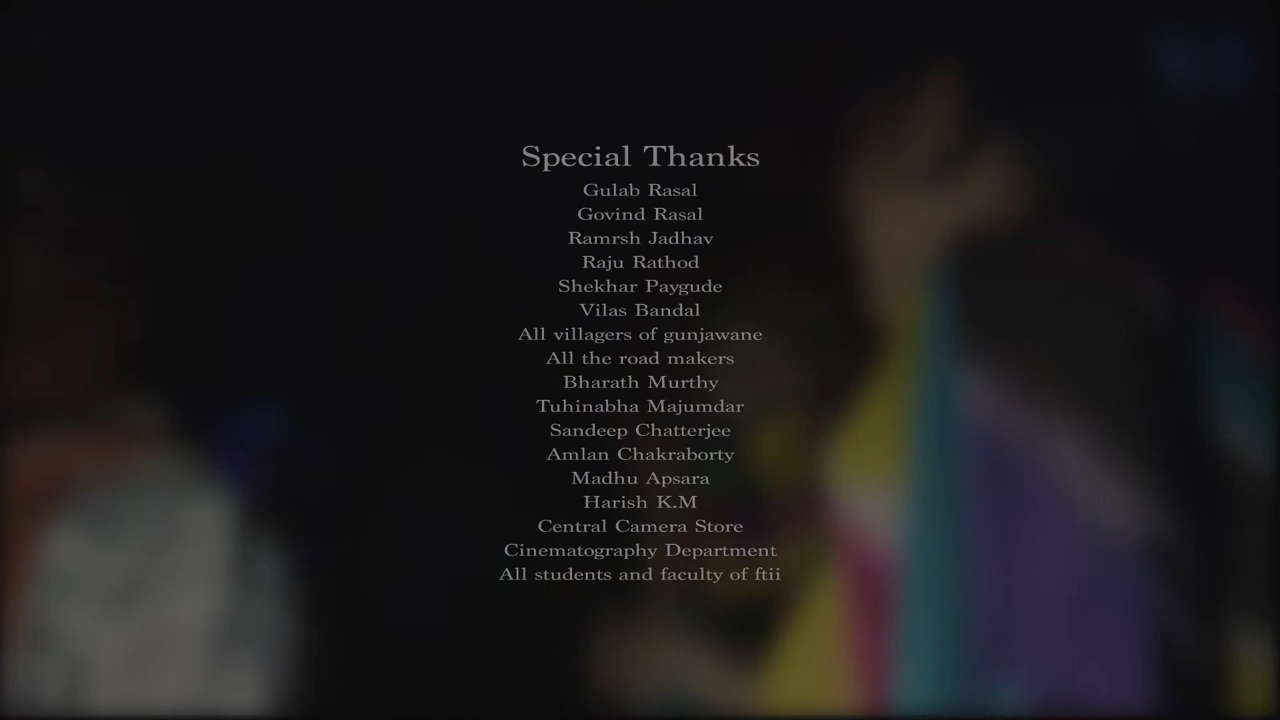 Special Thanks
Gulab Rasal
Govind Rasal
Ramrsh Jadhav
Raju Rathod
Shekhar Paygude
Vilas Bandal
All villagers of gunjawane
All the road makers
Bharath Murthy
Tuhinabha Majumdar
Sandeep Chatterjee
Amlan Chakraborty
Madhu Apsara
Harish K.M
Central Camera Store
Cinematography Department
All students and faculty of ftii